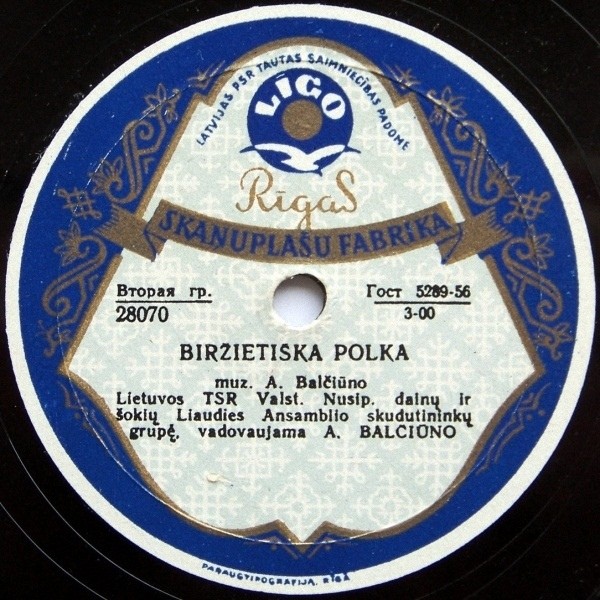 LATVIJAS PSR TAUTAS SAIMNIECĪBAS PADOME
LĪGO
Rīgas
SKAŅUPLAŠU FABRIKA
Вторая гр.
28070
Гост 5289-56
3-00
BIRŽIETIŠKA POLKA
muz. A. Balčiūno
Lietuvos TSR Valst. Nusip. dainų ir
šokių Liaudies Ansamblio skudutininkų
grupė, vadovaujama A. BALČIŪNO
PARAUGTIPOGRAFIJA, RĪGĀ